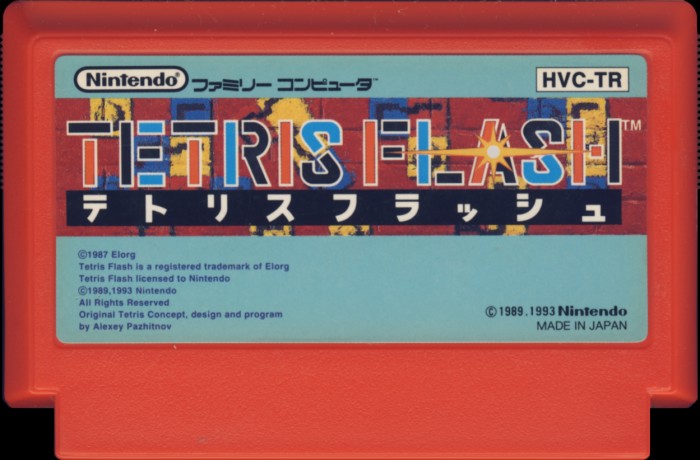 Nintendo® ファミリー コンピュータ™
HVC-TR
TETRIS FLASH™
テトリスフラッシュ
©1987 Elorg
Tetris Flash is a registered trademark of Elorg
Tetris Flash licensed to Nintendo
©1989,1993 Nintendo
All Rights Reserved
Original Tetris Concept, design and program
by Alexey Pazhitnov
©1989.1993 Nintendo
MADE IN JAPAN